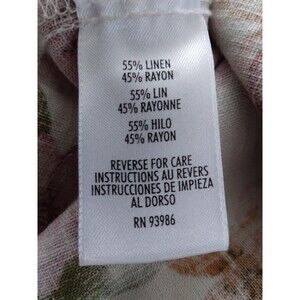 55% LINEN
45% RAYON
55% LIN
45% RAYONNE
55% HILO
45% RAYON
REVERSE FOR CARE
INSTRUCTIONS AU REVERS
INSTRUCCIONES DE IMPIEZA
AL DORSO
RN 93986